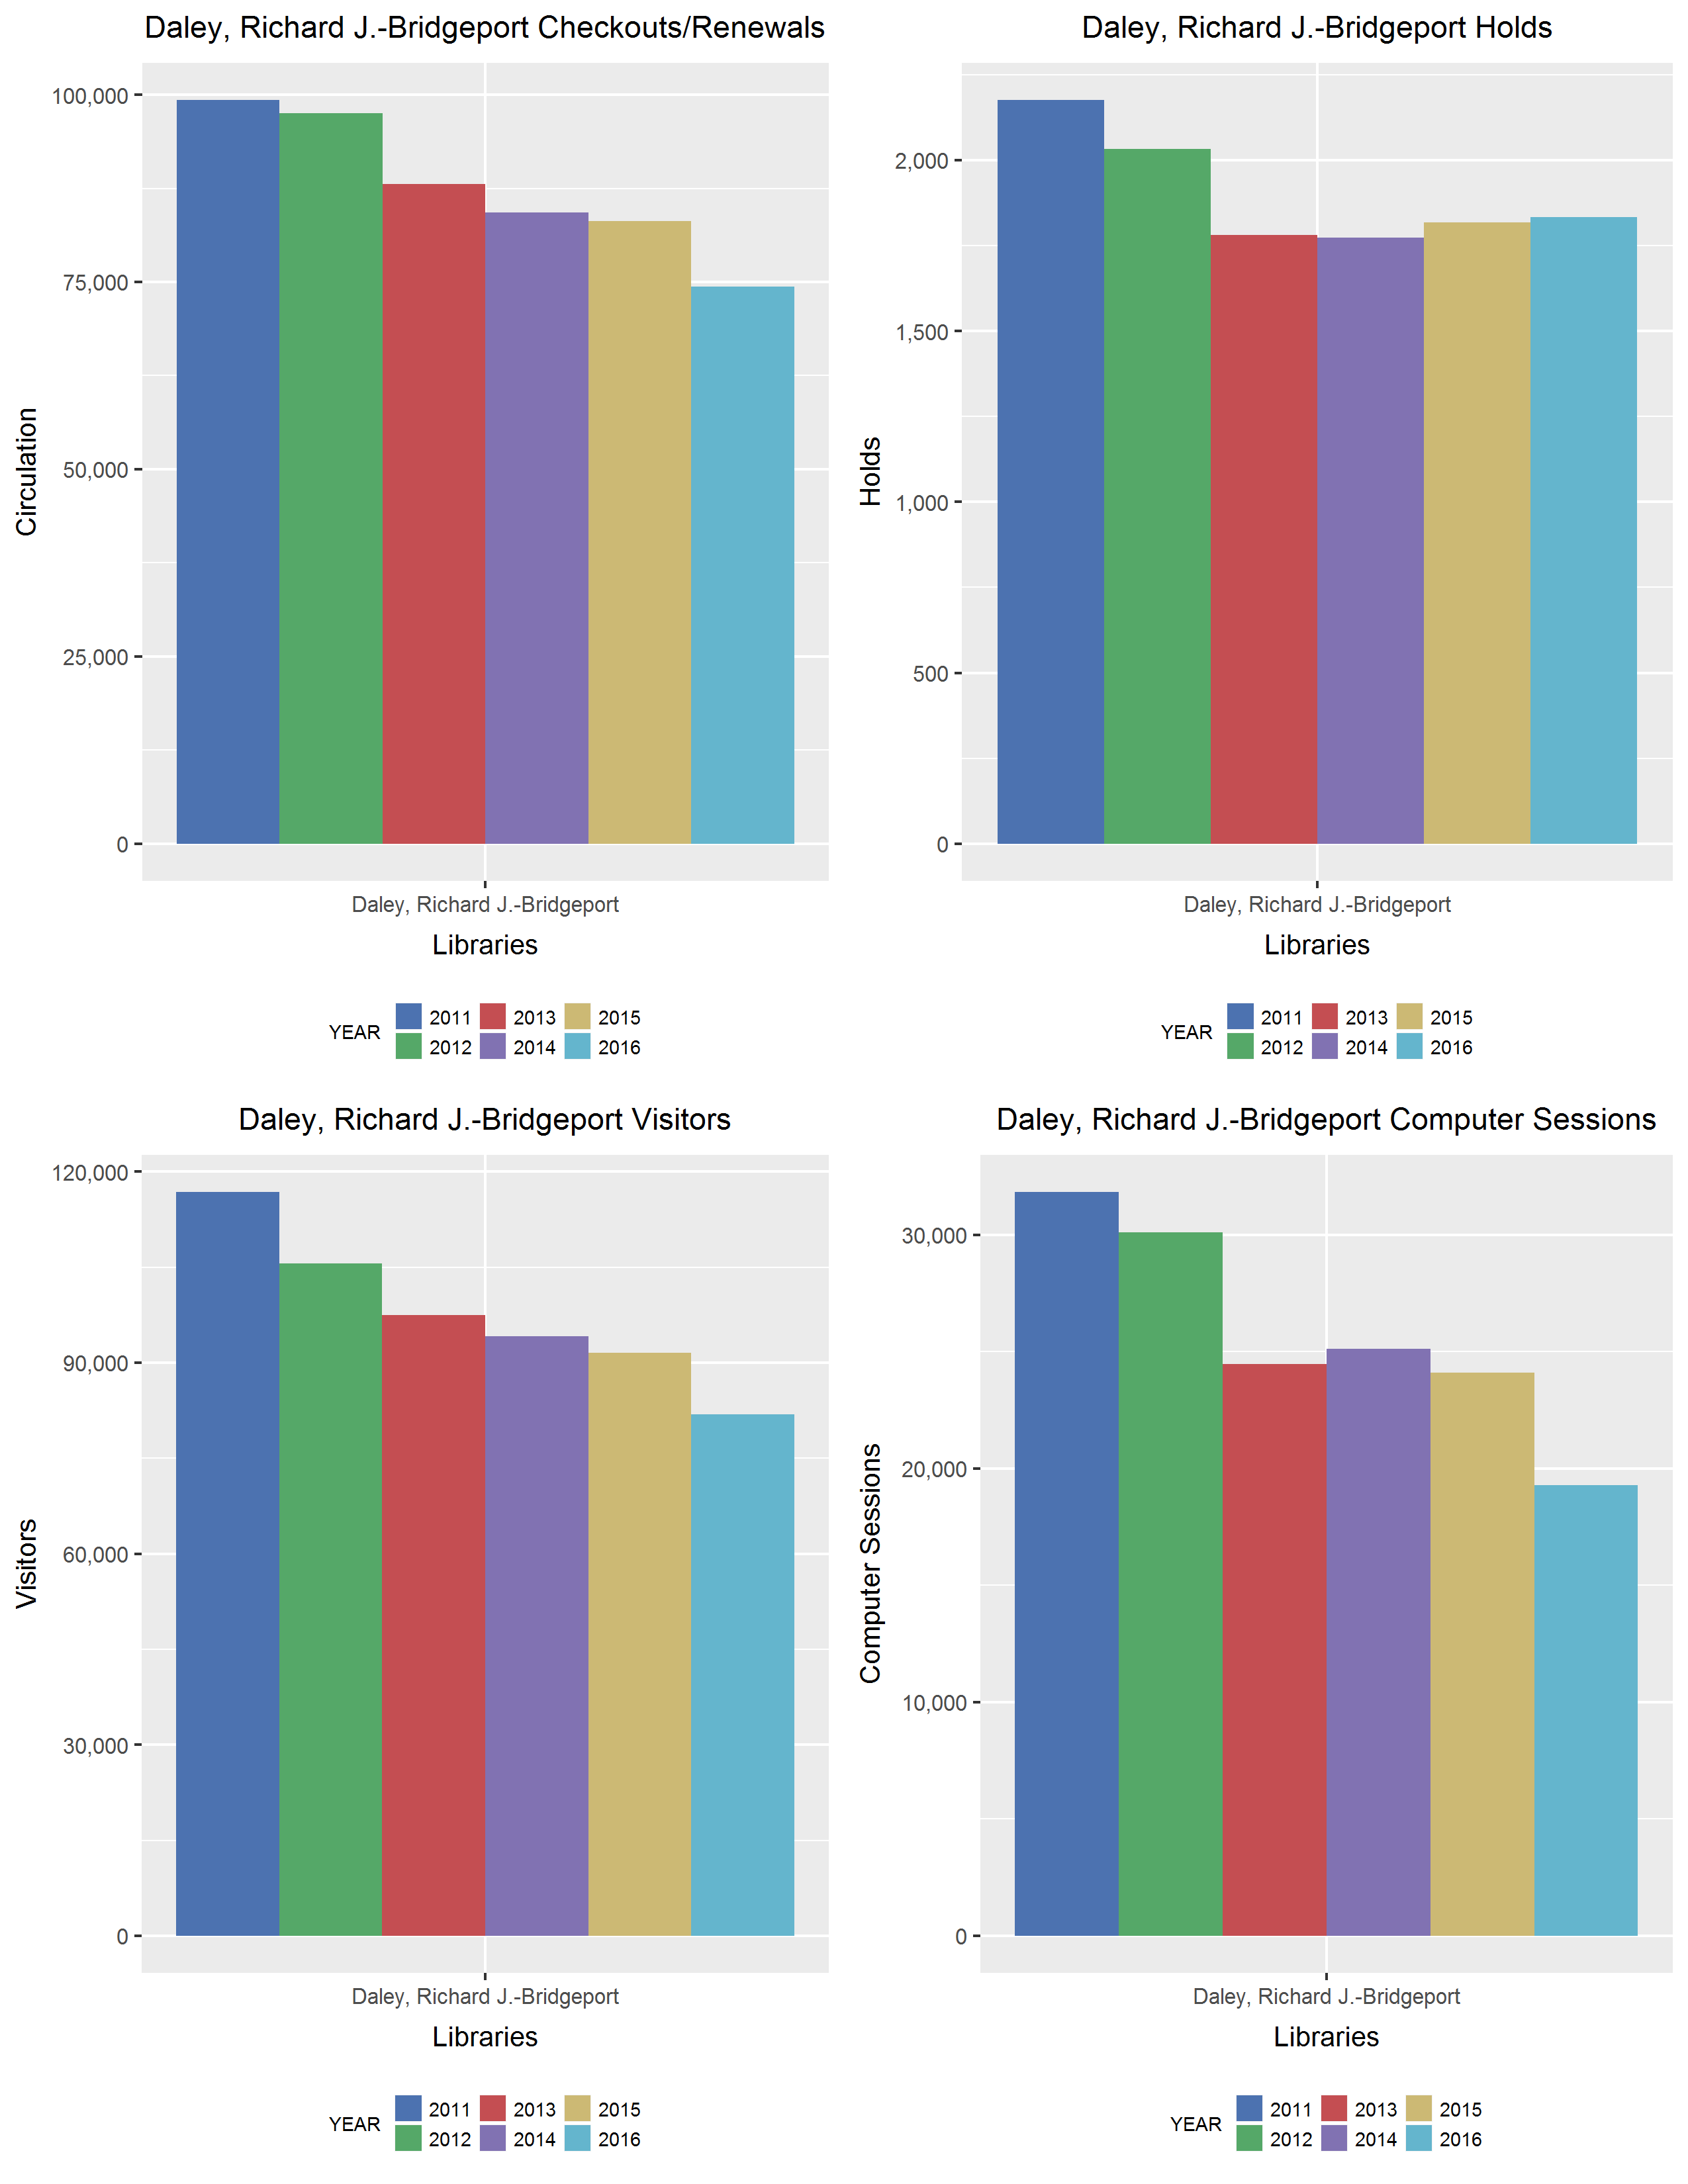 Daley, Richard J.-Bridgeport Checkouts/Renewals
100,000
75,000
50,000
25,000
0
Circulation
Daley, Richard J.-Bridgeport
Libraries
YEAR
2011 2013 2015
2012 2014 2016
Daley, Richard J.-Bridgeport Holds
2,000
1,500
1,000
500
0
Holds
Daley, Richard J.-Bridgeport
Libraries
YEAR
2011 2013 2015
2012 2014 2016
Daley, Richard J.-Bridgeport Visitors
120,000
90,000
60,000
30,000
0
Visitors
Daley, Richard J.-Bridgeport
Libraries
YEAR
2011 2013 2015
2012 2014 2016
Daley, Richard J.-Bridgeport Computer Sessions
30,000
20,000
10,000
0
Computer Sessions
Daley, Richard J.-Bridgeport
Libraries
YEAR
2011 2013 2015
2012 2014 2016